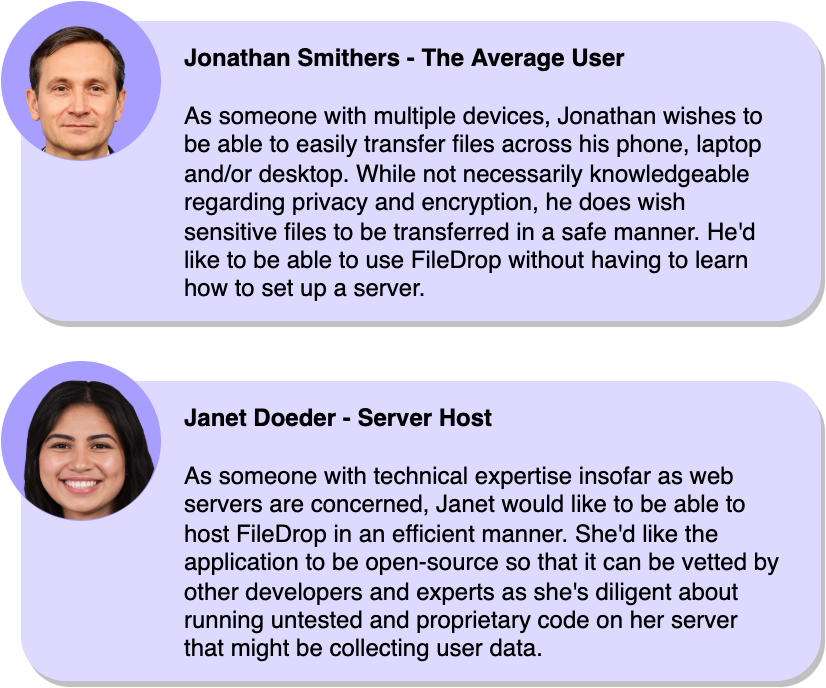 Jonathan Smithers - The Average User
As someone with multiple devices, Jonathan wishes to
be able to easily transfer files across his phone, laptop
and/or desktop. While not necessarily knowledgeable
regarding privacy and encryption, he does wish
sensitive files to be transferred in a safe manner. He'd
like to be able to use FileDrop without having to learn
how to set up a server.
Janet Doeder - Server Host
As someone with technical expertise insofar as web
servers are concerned, Janet would like to be able to
host FileDrop in an efficient manner. She'd like the
application to be open-source so that it can be vetted by
other developers and experts as she's diligent about
running untested and proprietary code on her server
that might be collecting user data.